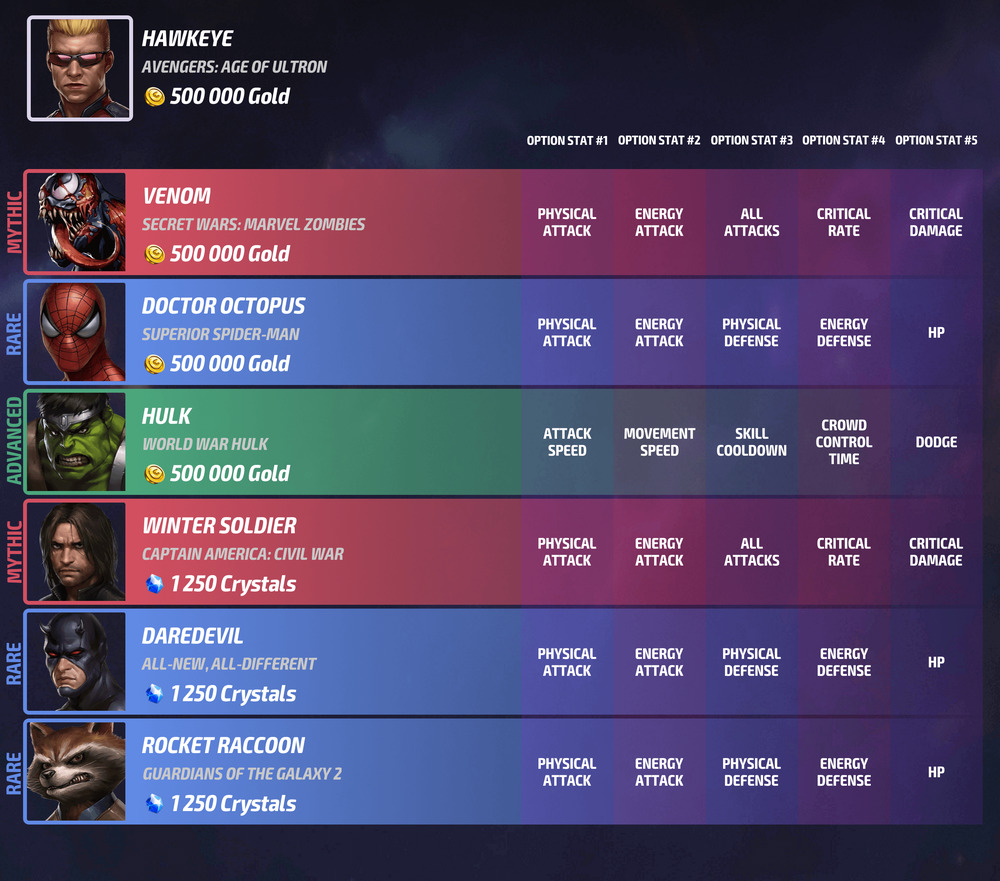 HAWKEYE
AVENGERS: AGE OF ULTRON
500 000 Gold
OPTION STAT #1 OPTION STAT #2 OPTION STAT #3 OPTION STAT #4 OPTION STAT #5
MYTHIC
VENOM
SECRET WARS: MARVEL ZOMBIES
500 000 Gold
PHYSICAL ATTACK ENERGY ATTACK ALL ATTACKS CRITICAL RATE CRITICAL DAMAGE
RARE
DOCTOR OCTOPUS
SUPERIOR SPIDER-MAN
500 000 Gold
PHYSICAL ATTACK ENERGY ATTACK PHYSICAL DEFENSE ENERGY DEFENSE HP
ADVANCED
HULK
WORLD WAR HULK
500 000 Gold
ATTACK SPEED MOVEMENT SPEED SKILL COOLDOWN CROWD CONTROL TIME DODGE
MYTHIC
WINTER SOLDIER
CAPTAIN AMERICA: CIVIL WAR
1 250 Crystals
PHYSICAL ATTACK ENERGY ATTACK ALL ATTACKS CRITICAL RATE CRITICAL DAMAGE
RARE
DAREDEVIL
ALL-NEW, ALL-DIFFERENT
1 250 Crystals
PHYSICAL ATTACK ENERGY ATTACK PHYSICAL DEFENSE ENERGY DEFENSE HP
RARE
ROCKET RACCOON
GUARDIANS OF THE GALAXY 2
1 250 Crystals
PHYSICAL ATTACK ENERGY ATTACK PHYSICAL DEFENSE ENERGY DEFENSE HP